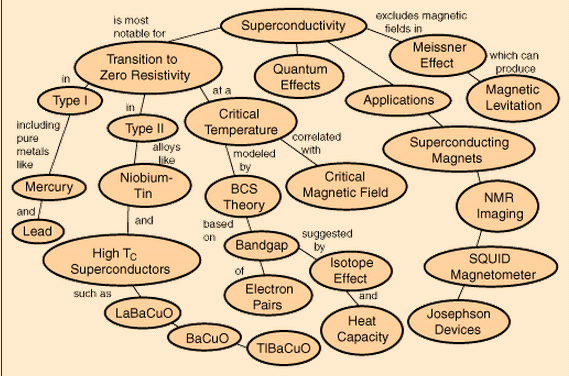 is most
notable for
Superconductivity
excludes magnetic
fields in
Meissner
Effect
which can
produce
Magnetic
Levitation
Transition to
Zero Resistivity
Quantum
Effects
Applications
in
Type I
in
Type II
at a
Critical
Temperature
including
pure
metals
like
alloys
like
modeled
by
correlated
with
Superconducting
Magnets
Mercury
and
Lead
Niobium-
Tin
and
BCS
Theory
Critical
Magnetic Field
NMR
Imaging
based
on
Bandgap
suggested
by
High TC
Superconductors
of
Electron
Pairs
Isotope
Effect
and
Heat
Capacity
SQUID
Magnetometer
Josephson
Devices
such as
LaBaCuO
BaCuO
TlBaCuO